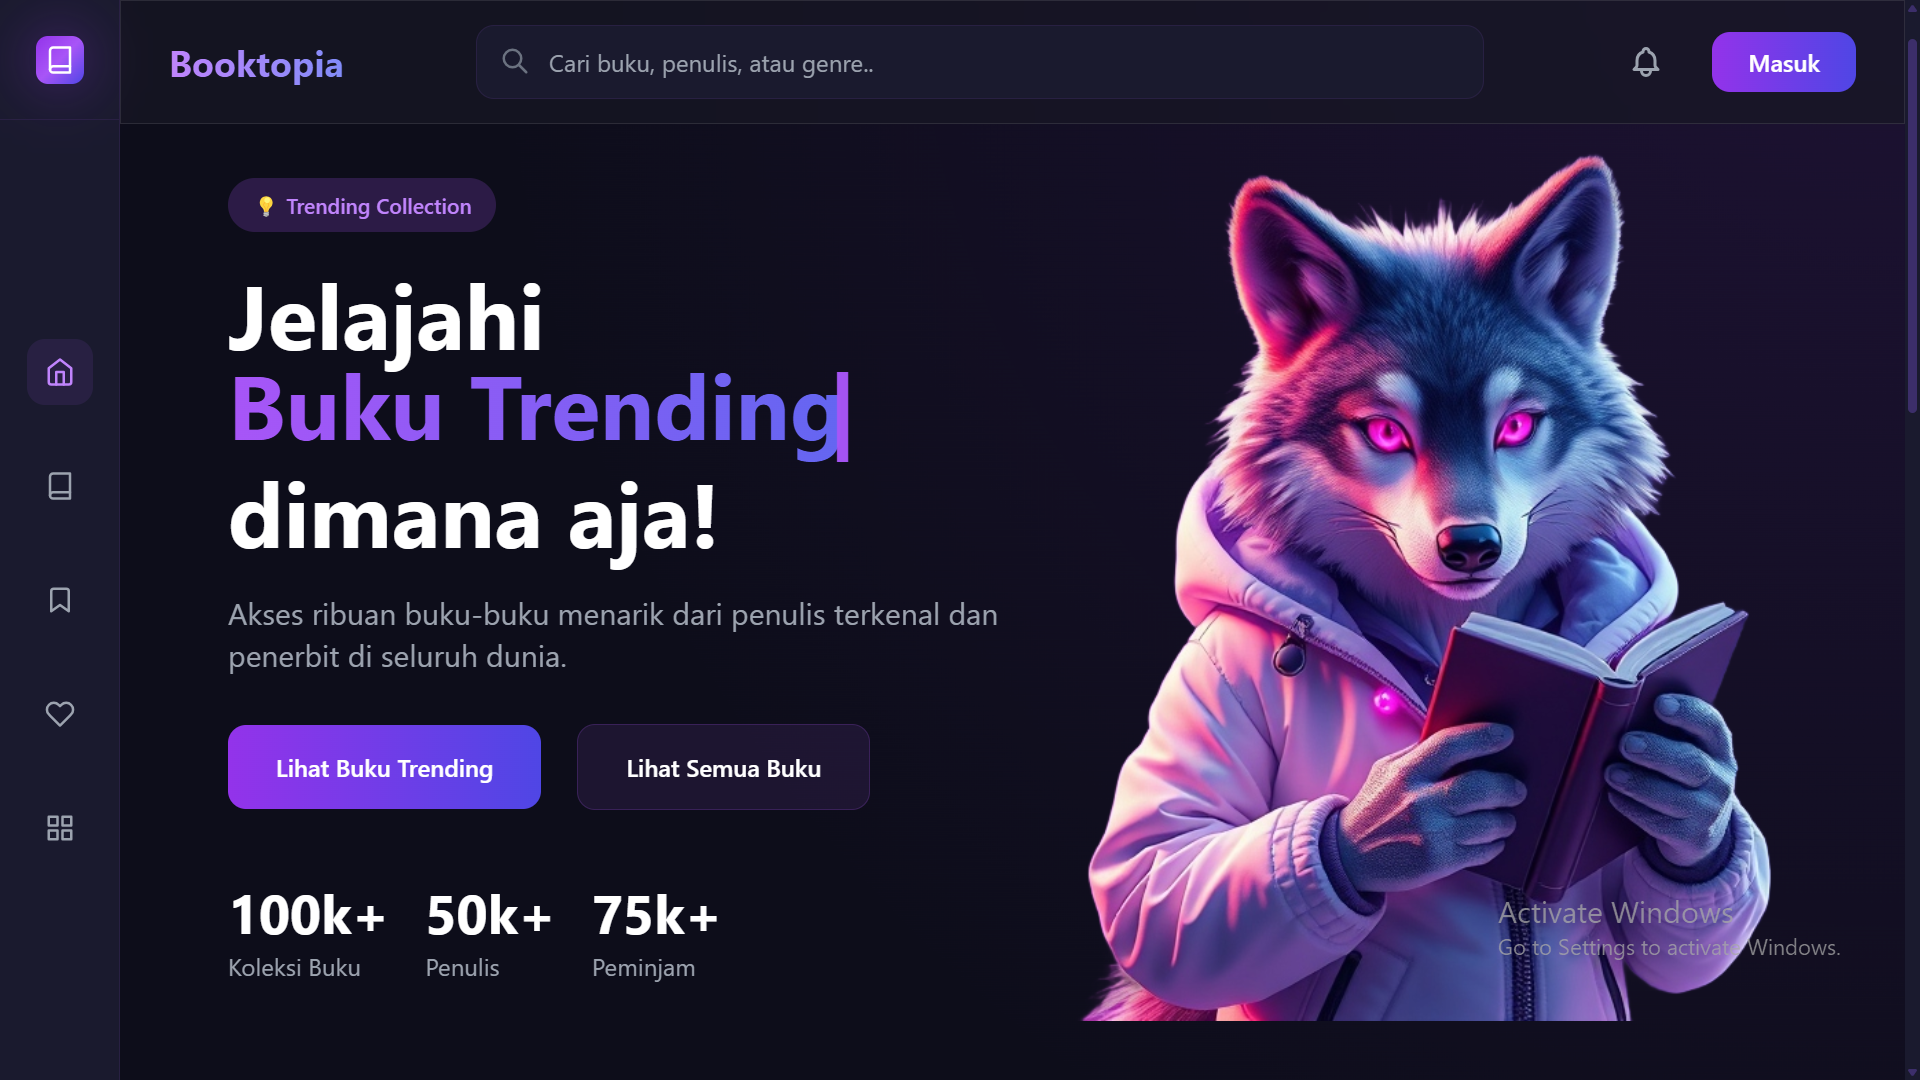 Booktopia
Cari buku, penulis, atau genre..
Masuk
💡 Trending Collection
Jelajahi
Buku Trending
dimana aja!
Akses ribuan buku-buku menarik dari penulis terkenal dan
penerbit di seluruh dunia.
Lihat Buku Trending
Lihat Semua Buku
100k+
Koleksi Buku
50k+
Penulis
75k+
Peminjam
Activate Windows
Go to Settings to activate Windows.